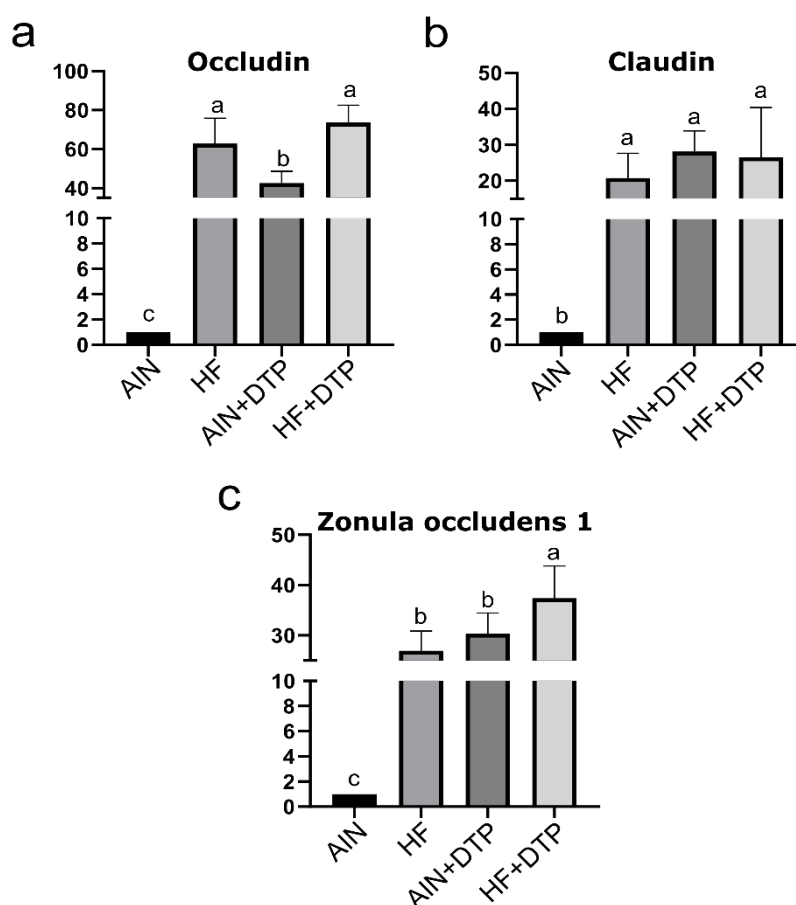 a
Occludin
100
80
60
40
10
8
6
4
2
0
c
a
b
a
AIN
HF
AIN+DTP
HF+DTP
b
Claudin
50
40
30
20
10
8
6
4
2
0
b
a
a
a
AIN
HF
AIN+DTP
HF+DTP
c
Zonula occludens 1
50
40
30
10
8
6
4
2
0
c
b
b
a
AIN
HF
AIN+DTP
HF+DTP